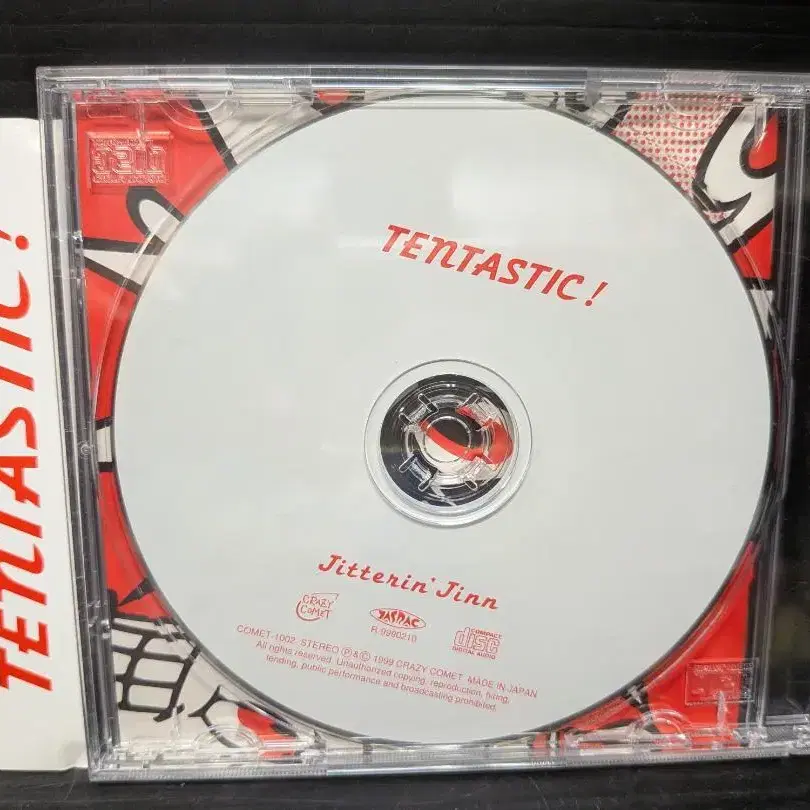 TENTASTIC!
TENTASTIC!
Jitterin' Jinn
CRAZY COMET
JASRAC
R-9980210
COMPACT disc DIGITAL AUDIO
COMET-1002 STEREO Ⓟ&© 1999 CRAZY COMET. MADE IN JAPAN
All rights reserved. Unauthorized copying, reproduction, hiring,
lending, public performance and broadcasting prohibited.